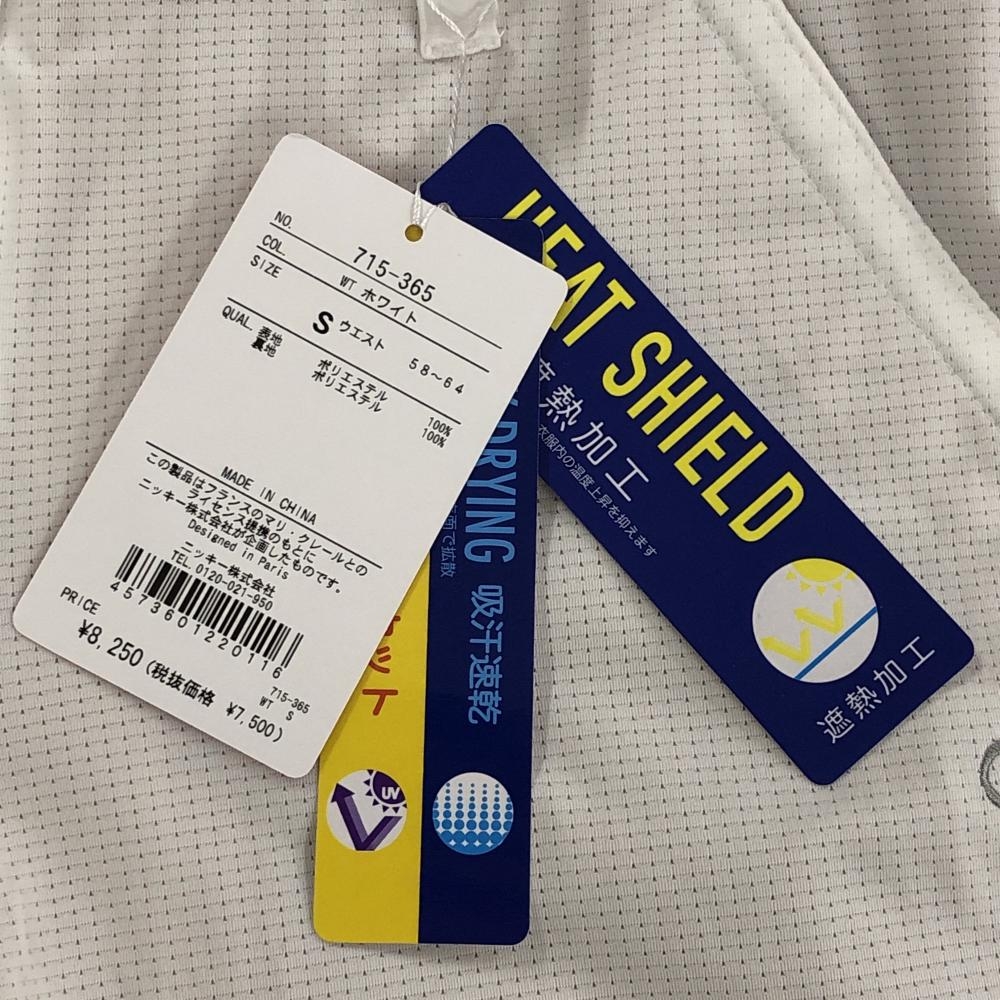 NO. 715-365
COL. WT ホワイト
SIZE S ウエスト 58～64
QUAL. 表地 ポリエステル 100%
裏地 ポリエステル 100%
MADE IN CHINA
この製品はフランスのマリ・クレールとの
ライセンス提携のもとに
ニッキー株式会社が企画したものです。
Designed in Paris
ニッキー株式会社
TEL 0120-021-950
4573601220116
PRICE
¥8,250(税抜価格 ¥7,500)
715-365
WT S
HEAT SHIELD
熱加工
衣服内の温度上昇を抑えます
遮熱加工
DRYING 吸汗速乾
で拡散
ット
UV